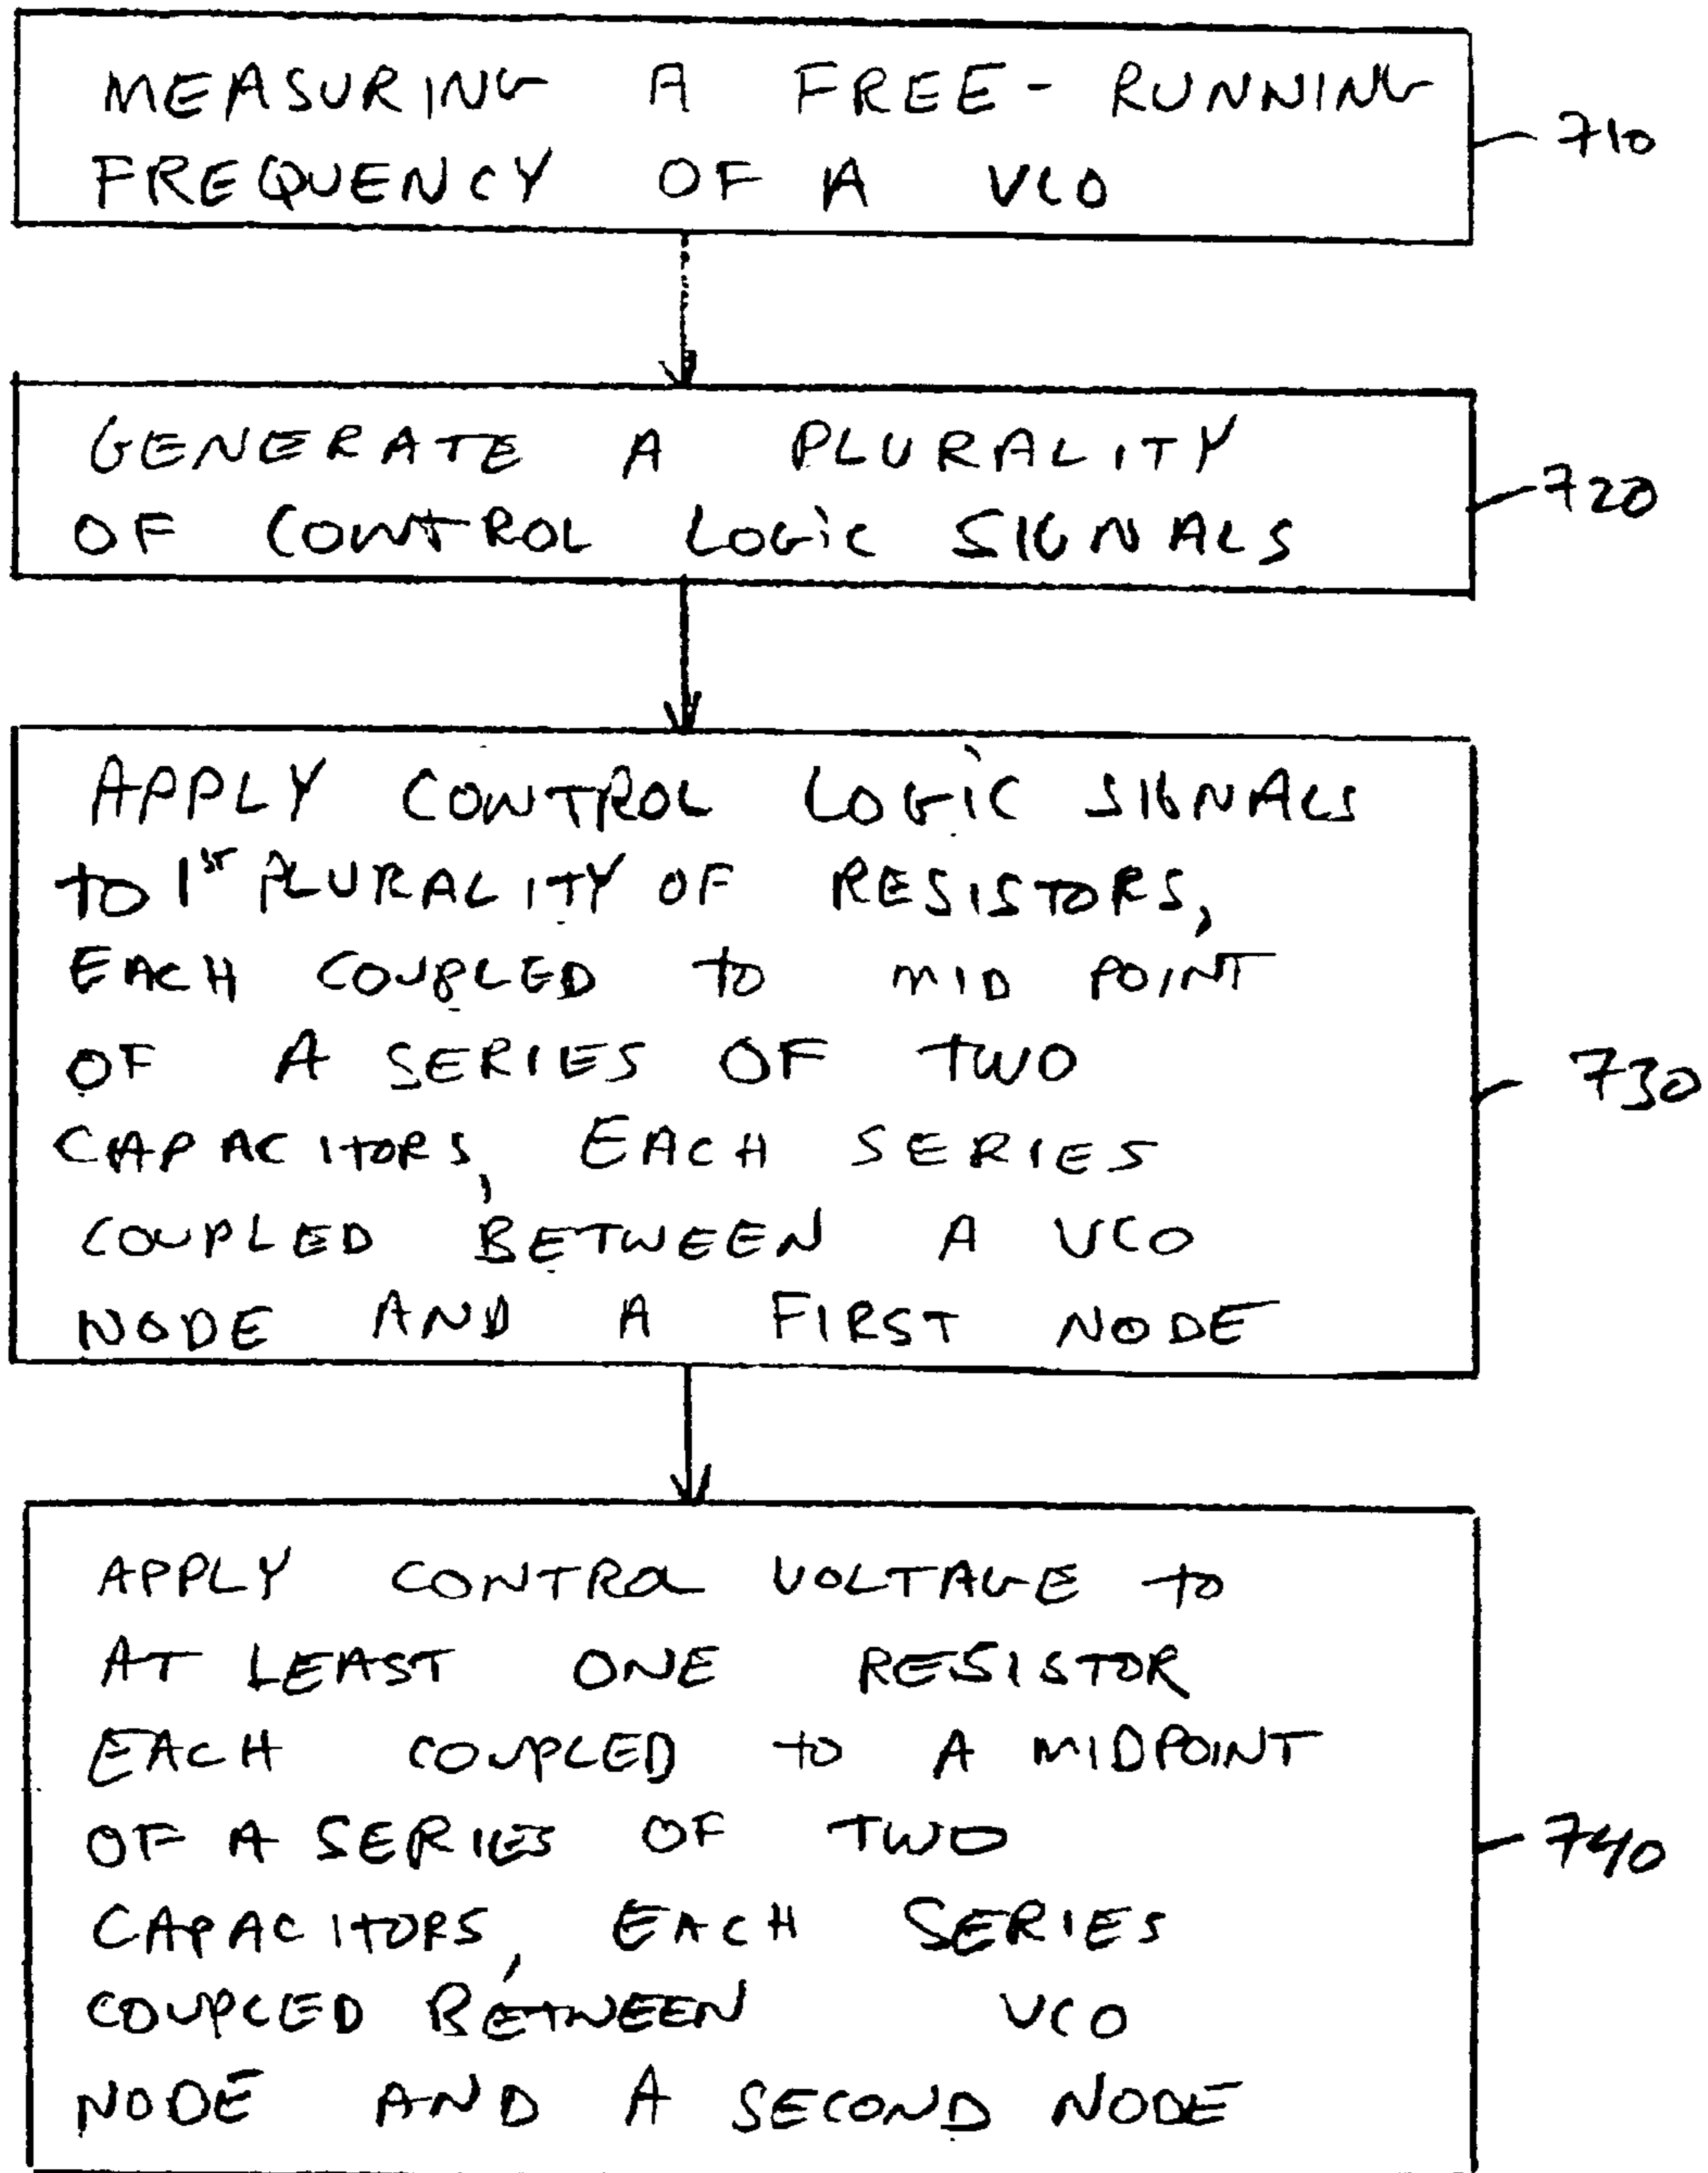 MEASURING A FREE- RUNNING
FREQUENCY OF A VCO
710
GENERATE A PLURALITY
OF CONTROL LOGIC SIGNALS
720
APPLY CONTROL LOGIC SIGNALS
TO 1ST PLURALITY OF RESISTORS,
EACH COUPLED TO MID POINT
OF A SERIES OF TWO
CAPACITORS, EACH SERIES
COUPLED BETWEEN A VCO
NODE AND A FIRST NODE
730
APPLY CONTROL VOLTAGE TO
AT LEAST ONE RESISTOR
EACH COUPLED TO A MIDPOINT
OF A SERIES OF TWO
CAPACITORS, EACH SERIES
COUPLED BETWEEN VCO
NODE AND A SECOND NODE
740